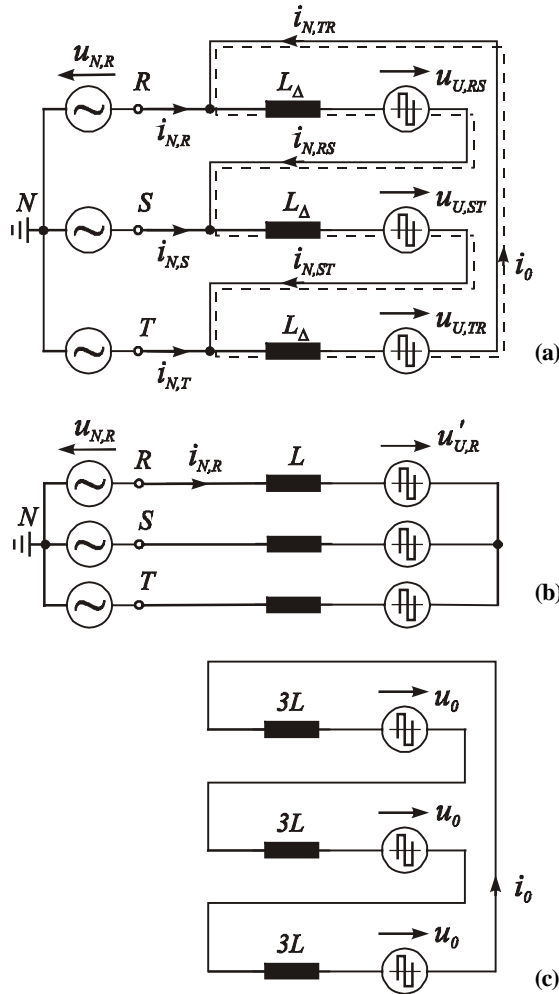 i_{N,TR}
u_{N,R}
R
L_Δ
u_{U,RS}
i_{N,R}
i_{N,RS}
N
S
L_Δ
u_{U,ST}
i_{N,S}
i_{N,ST}
i_0
T
L_Δ
u_{U,TR}
i_{N,T}
(a)
u_{N,R}
R
i_{N,R}
L
u'_{U,R}
N
S
T
(b)
3L
u_0
3L
u_0
i_0
3L
u_0
(c)